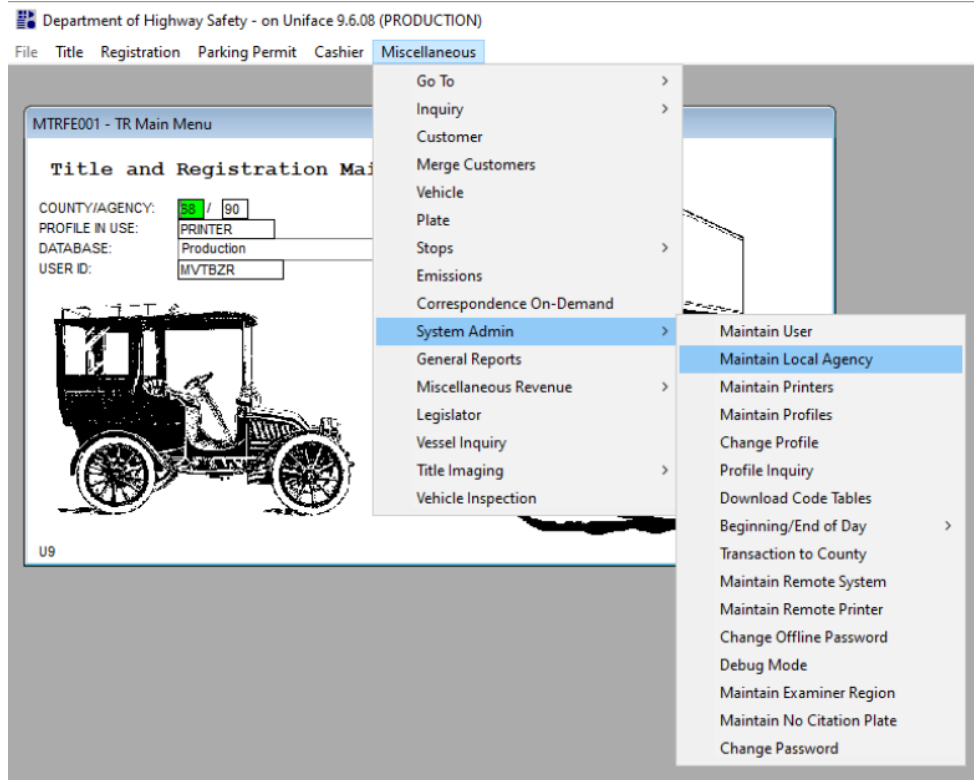 Department of Highway Safety - on Uniface 9.6.08 (PRODUCTION)
File Title Registration Parking Permit Cashier Miscellaneous
MTRFE001 - TR Main Menu
Title and Registration Mai
COUNTY/AGENCY: / 90
PROFILE IN USE: PRINTER
DATABASE: Production
USER ID: MVTBZR
U9
Go To
Inquiry
Customer
Merge Customers
Vehicle
Plate
Stops
Emissions
Correspondence On-Demand
System Admin
General Reports
Miscellaneous Revenue
Legislator
Vessel Inquiry
Title Imaging
Vehicle Inspection
Maintain User
Maintain Local Agency
Maintain Printers
Maintain Profiles
Change Profile
Profile Inquiry
Download Code Tables
Beginning/End of Day
Transaction to County
Maintain Remote System
Maintain Remote Printer
Change Offline Password
Debug Mode
Maintain Examiner Region
Maintain No Citation Plate
Change Password